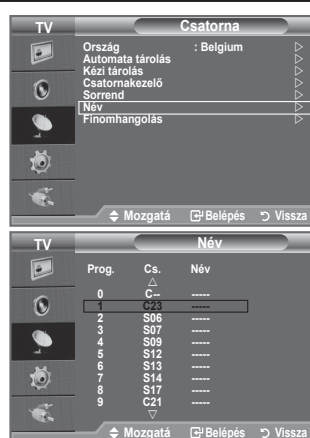 TV Csatorna
Ország : Belgium
Automata tárolás
Kézi tárolás
Csatornakezelő
Sorrend
Név
Finomhangolás
Mozgatá Belépés Vissza
TV Név
Prog. Cs. Név
0 C-- -----
1 C23 -----
2 S06 -----
3 S07 -----
4 S09 -----
5 S12 -----
6 S13 -----
7 S14 -----
8 S17 -----
9 C21 -----
Mozgatá Belépés Vissza